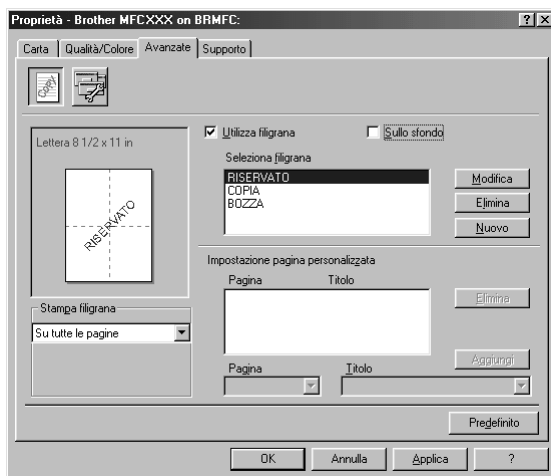 Proprietà - Brother MFCXXX on BRMFC:
? x
Carta Qualità/Colore Avanzate Supporto
COPY
Lettera 8 1/2 x 11 in
RISERVATO
Stampa filigrana
Su tutte le pagine
Utilizza filigrana Sullo sfondo
Seleziona filigrana
RISERVATO
COPIA
BOZZA
Modifica
Elimina
Nuovo
Impostazione pagina personalizzata
Pagina Titolo
Elimina
Aggiungi
Pagina Titolo
Predefinito
OK Annulla Applica ?